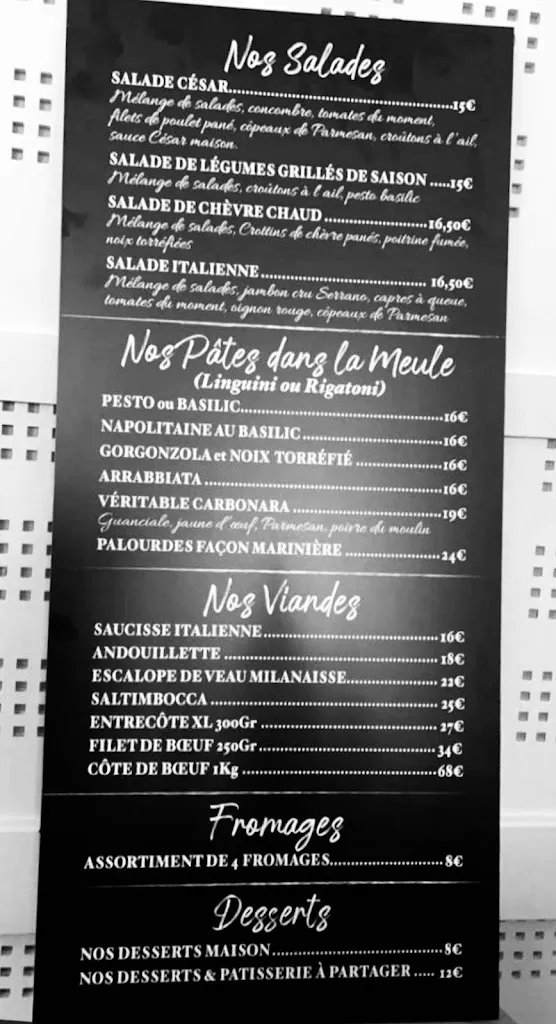 Nos Salades
SALADE CÉSAR..................................................15€
Mélange de salades, concombre, tomates du moment,
filets de poulet pané, côpeaux de Parmesan, croûtons à l'ail,
sauce César maison.
SALADE DE LÉGUMES GRILLÉS DE SAISON .....15€
Mélange de salades, croûtons à l'ail, pesto basilic
SALADE DE CHÈVRE CHAUD ........................16,50€
Mélange de salades, Crottins de chèvre panés, poitrine fumée,
noix torréfiées
SALADE ITALIENNE ....................................... 16,50€
Mélange de salades, jambon cru Serrano, capres à queue,
tomates du moment, oignon rouge, côpeaux de Parmesan
Nos Pâtes dans la Meule
(Linguini ou Rigatoni)
PESTO ou BASILIC...............................................16€
NAPOLITAINE AU BASILIC .................................16€
GORGONZOLA et NOIX TORRÉFIÉ .....................16€
ARRABBIATA .......................................................16€
VÉRITABLE CARBONARA ...................................19€
Guanciale, jaune d'œuf, Parmesan, poivre du moulin
PALOURDES FAÇON MARINIÈRE ......................24€
Nos Viandes
SAUCISSE ITALIENNE........................................ 16€
ANDOUILLETTE ................................................. 18€
ESCALOPE DE VEAU MILANAISSE..................... 22€
SALTIMBOCCA .................................................... 25€
ENTRECÔTE XL 300Gr ......................................... 27€
FILET DE BŒUF 250Gr ......................................... 34€
CÔTE DE BŒUF 1Kg .............................................68€
Fromages
ASSORTIMENT DE 4 FROMAGES.......................... 8€
Desserts
NOS DESSERTS MAISON....................................... 8€
NOS DESSERTS & PATISSERIE À PARTAGER ..... 12€